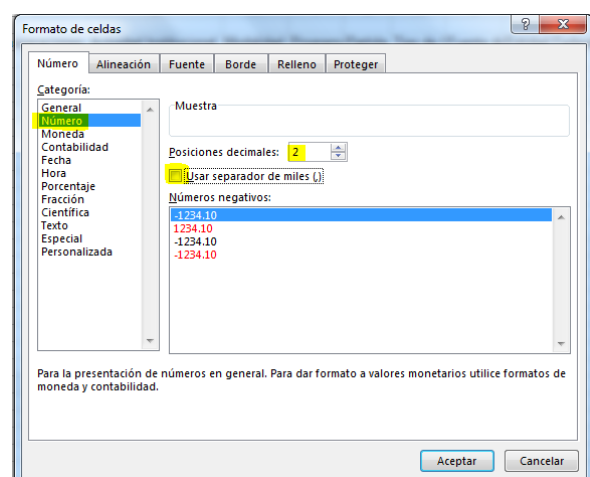 Formato de celdas
Número Alineación Fuente Borde Relleno Proteger
Categoría:
General
Número
Moneda
Contabilidad
Fecha
Hora
Porcentaje
Fracción
Científica
Texto
Especial
Personalizada
Muestra
Posiciones decimales: 2
Usar separador de miles (,)
Números negativos:
-1234.10
1234.10
-1234.10
-1234.10
Para la presentación de números en general. Para dar formato a valores monetarios utilice formatos de
moneda y contabilidad.
Aceptar Cancelar